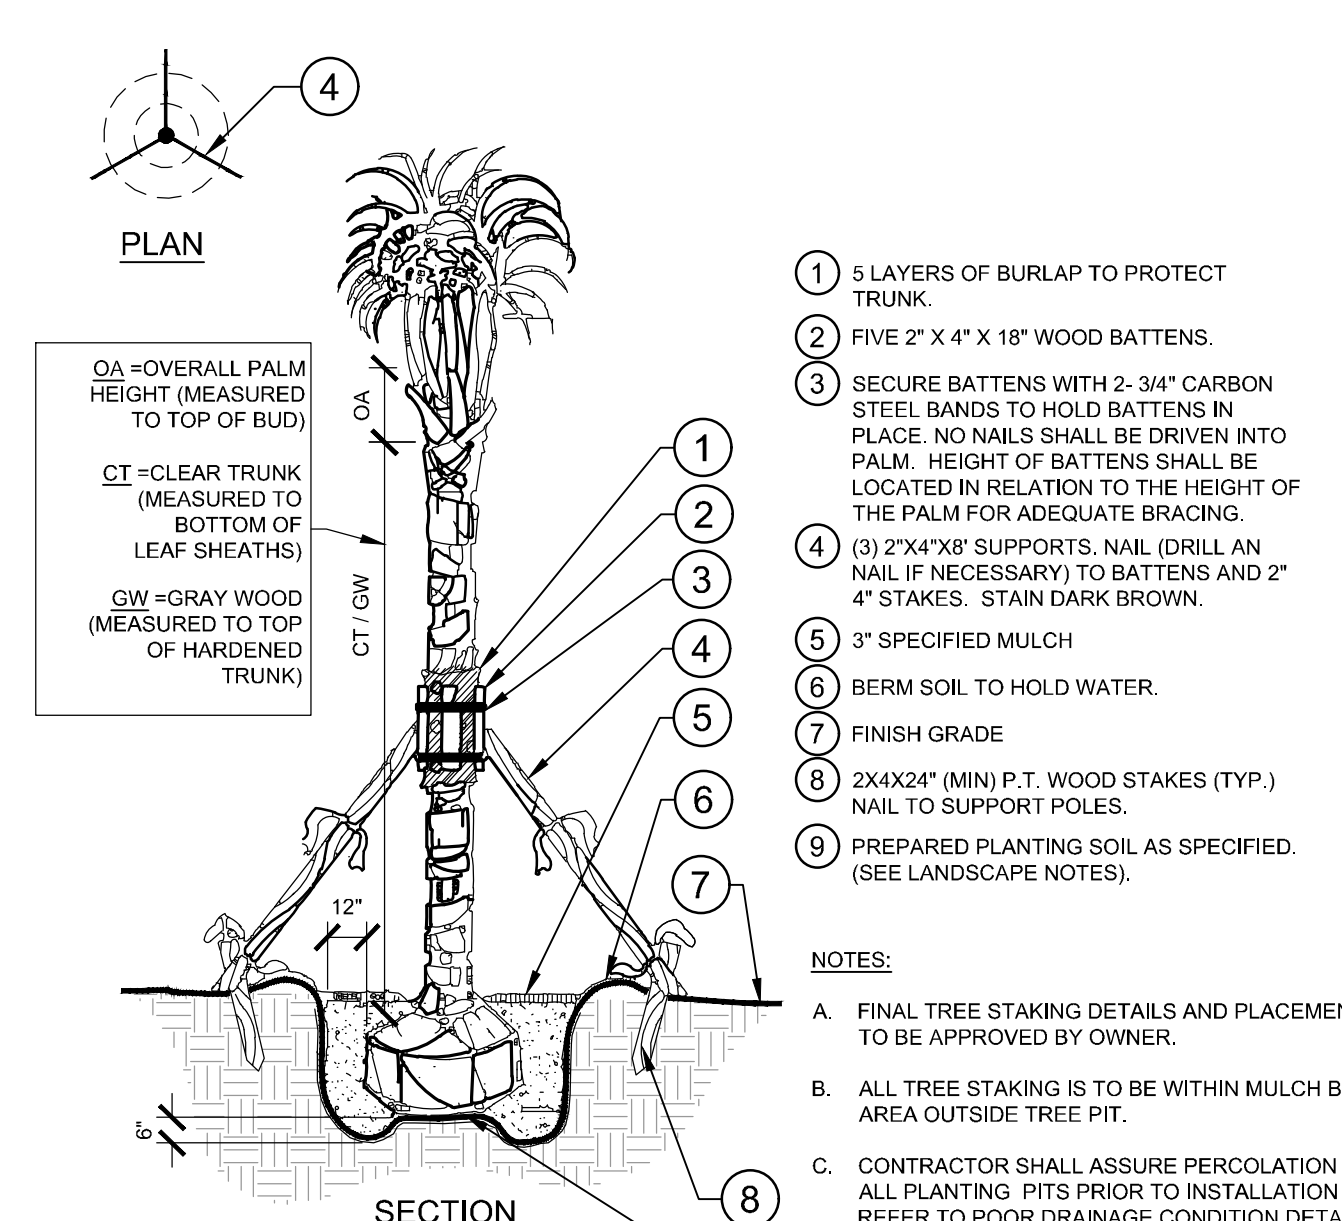 4
PLAN
OA =OVERALL PALM
HEIGHT (MEASURED
TO TOP OF BUD)
CT =CLEAR TRUNK
(MEASURED TO
BOTTOM OF
LEAF SHEATHS)
GW =GRAY WOOD
(MEASURED TO TOP
OF HARDENED
TRUNK)
OA
CT / GW
12"
6"
1
2
3
4
5
6
7
8
SECTION
1 5 LAYERS OF BURLAP TO PROTECT
TRUNK.
2 FIVE 2" X 4" X 18" WOOD BATTENS.
3 SECURE BATTENS WITH 2- 3/4" CARBON
STEEL BANDS TO HOLD BATTENS IN
PLACE. NO NAILS SHALL BE DRIVEN INTO
PALM. HEIGHT OF BATTENS SHALL BE
LOCATED IN RELATION TO THE HEIGHT OF
THE PALM FOR ADEQUATE BRACING.
4 (3) 2"X4"X8' SUPPORTS. NAIL (DRILL AN
NAIL IF NECESSARY) TO BATTENS AND 2"
4" STAKES. STAIN DARK BROWN.
5 3" SPECIFIED MULCH
6 BERM SOIL TO HOLD WATER.
7 FINISH GRADE
8 2X4X24" (MIN) P.T. WOOD STAKES (TYP.)
NAIL TO SUPPORT POLES.
9 PREPARED PLANTING SOIL AS SPECIFIED.
(SEE LANDSCAPE NOTES).
NOTES:
A. FINAL TREE STAKING DETAILS AND
TO BE APPROVED BY OWNER.
B. ALL TREE STAKING IS TO BE WITHIN MULCH
AREA OUTSIDE TREE PIT.
C. CONTRACTOR SHALL ASSURE PERCOLATION
ALL PLANTING PITS PRIOR TO INSTALLATION
REFER TO POOR DRAINAGE CONDITION